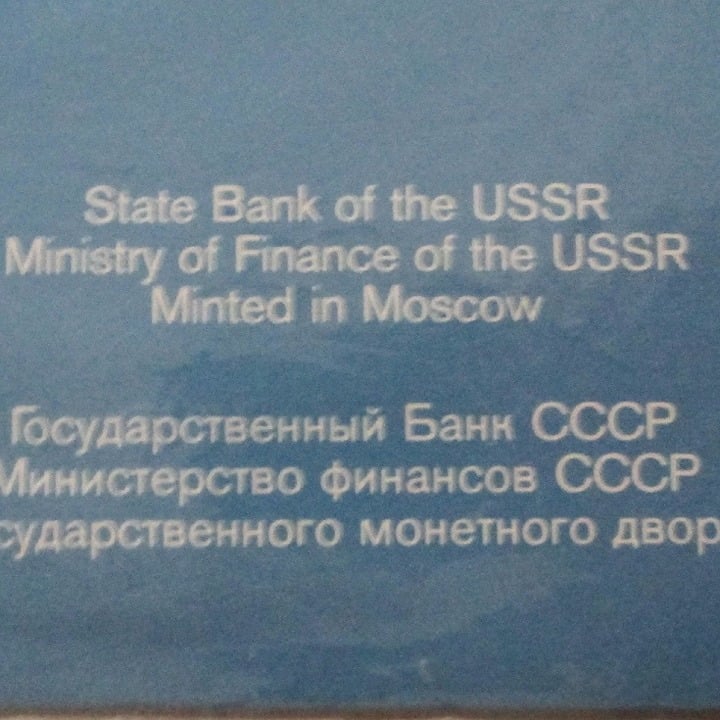 State Bank of the USSR
Ministry of Finance of the USSR
Minted in Moscow
Государственный Банк СССР
Министерство финансов СССР
сударственного монетного двор